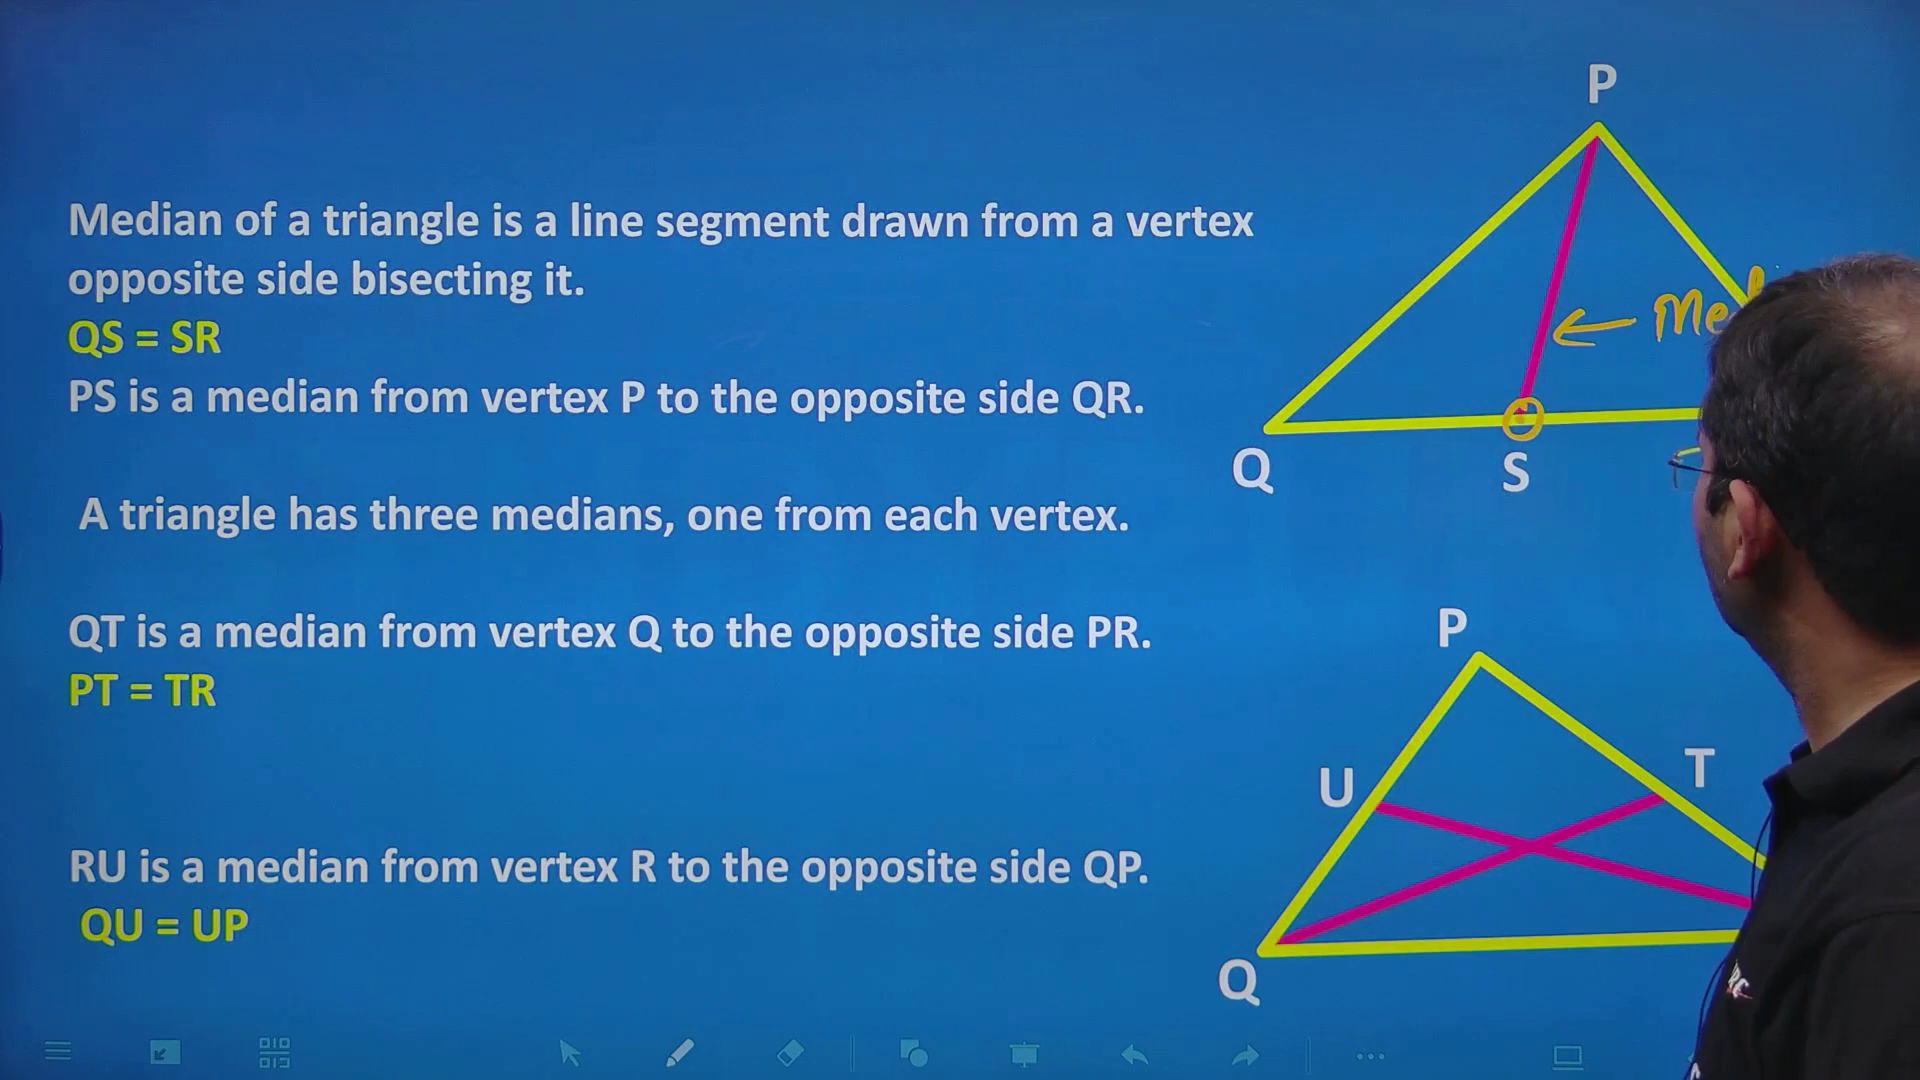 P
Median of a triangle is a line segment drawn from a vertex
opposite side bisecting it.
QS = SR
PS is a median from vertex P to the opposite side QR.
Q
S
A triangle has three medians, one from each vertex.
P
QT is a median from vertex Q to the opposite side PR.
PT = TR
U
T
RU is a median from vertex R to the opposite side QP.
QU = UP
Q